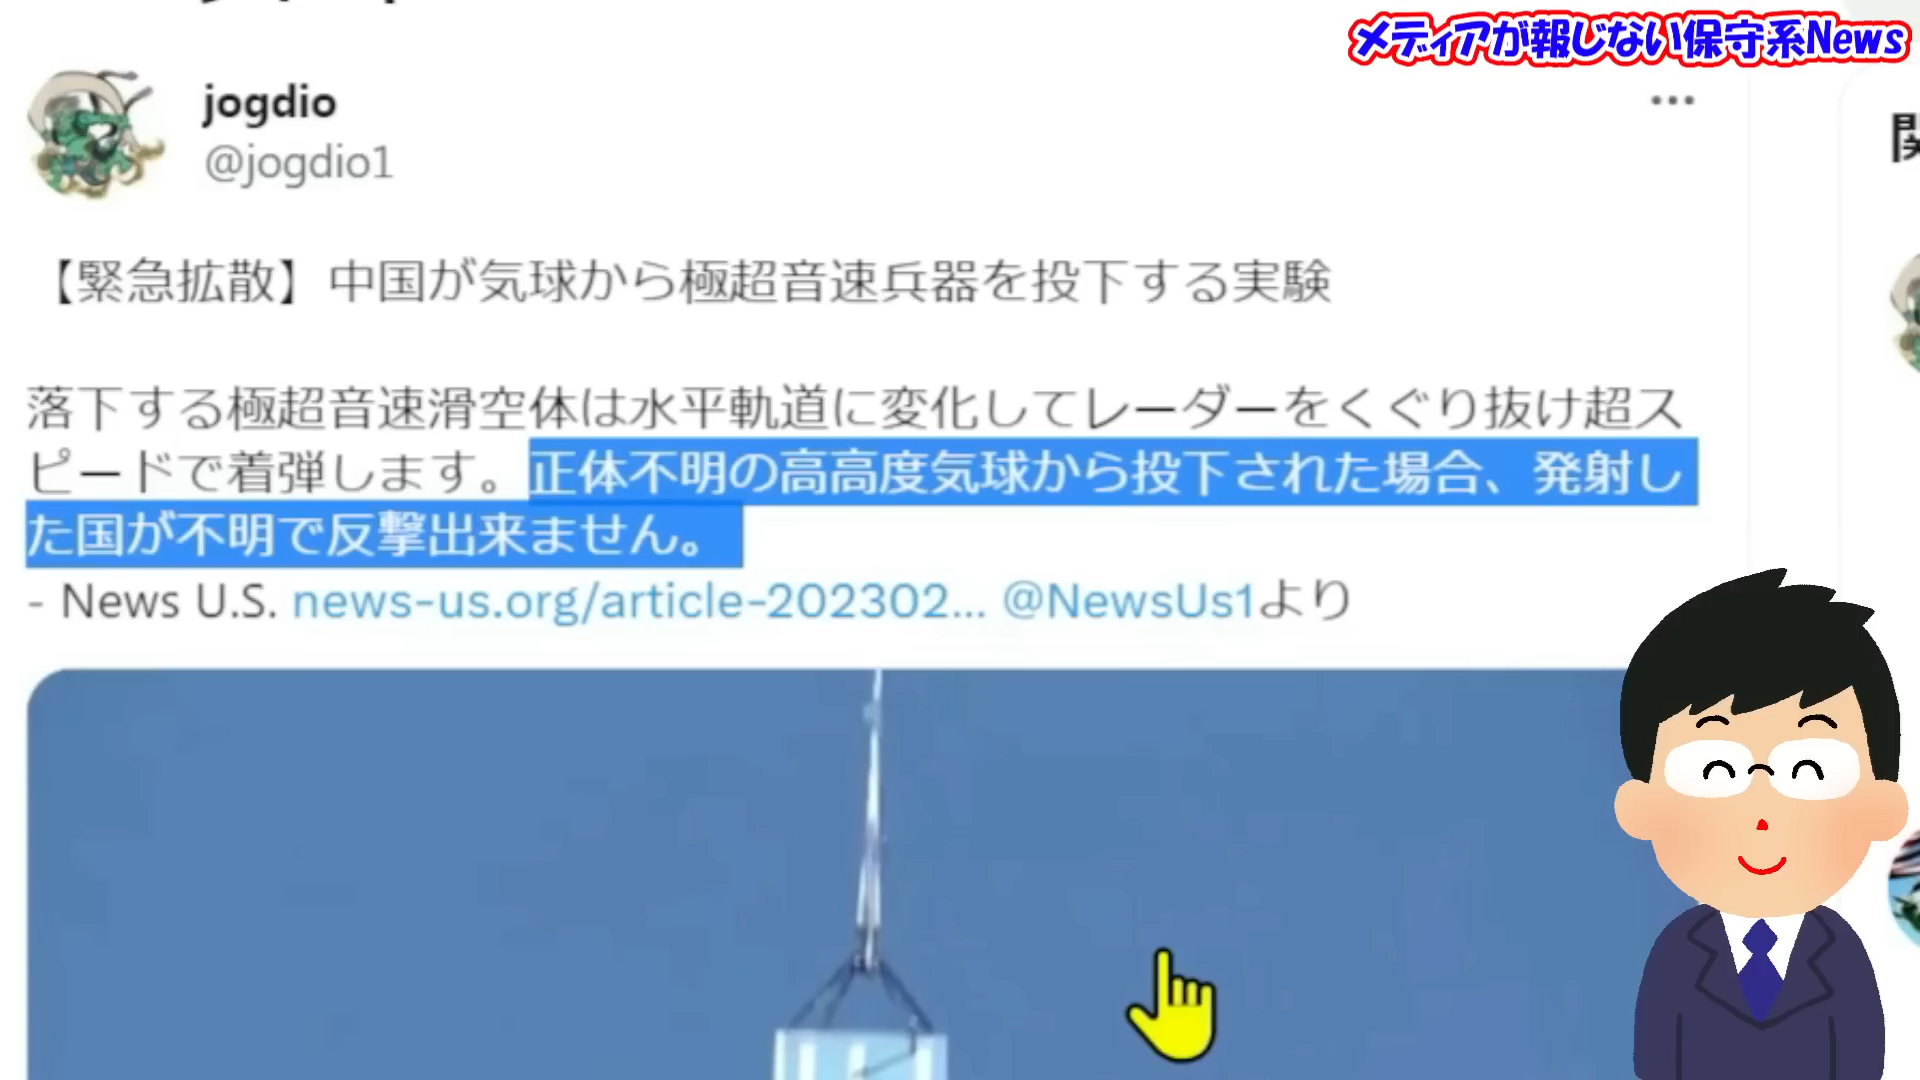 メディアが報じない保守系News
jogdio
@jogdio1
【緊急拡散】中国が気球から極超音速兵器を投下する実験
落下する極超音速滑空体は水平軌道に変化してレーダーをくぐり抜け超ス
ピードで着弾します。正体不明の高高度気球から投下された場合、発射し
た国が不明で反撃出来ません。
- News U.S. news-us.org/article-202302... @NewsUs1より